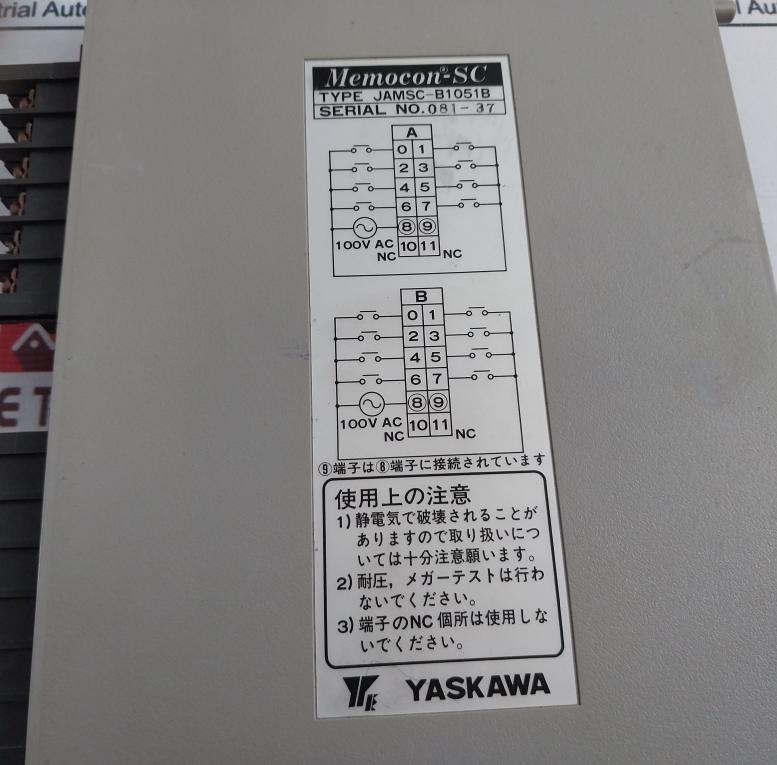 trial Aut
l Au
Memocon®-SC
TYPE JAMSC-B1051B
SERIAL NO. 081-37
A
0 1
2 3
4 5
6 7
⑧ ⑨
100V AC
NC 10 11 NC
B
0 1
2 3
4 5
6 7
⑧ ⑨
100V AC
NC 10 11 NC
⑨端子は⑧端子に接続されています
使用上の注意
1) 静電気で破壊されることが
ありますので取り扱いにつ
いては十分注意願います。
2) 耐圧，メガーテストは行わ
ないでください。
3) 端子のNC個所は使用しな
いでください。
YE YASKAWA
E T